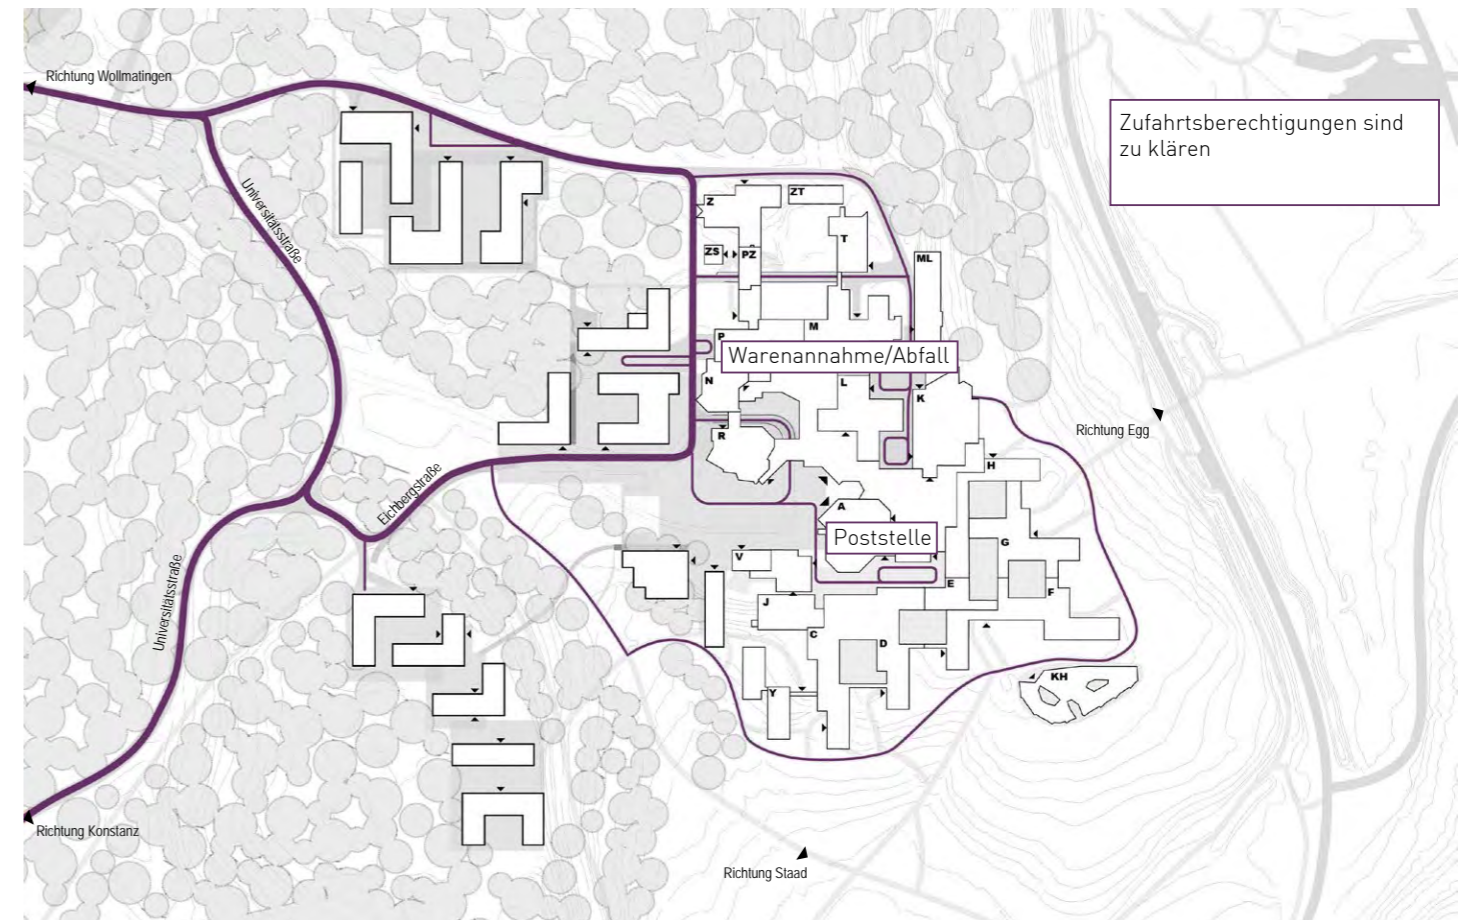 Richtung Wollmatingen
Zufahrtsberechtigungen sind
zu klären
Universitätsstraße
Z
ZT
T
ZS
PZ
ML
M
P
Warenannahme/Abfall
N
L
K
R
Richtung Egg
H
Eichbergstraße
A
Poststelle
G
V
E
F
Universitätsstraße
J
C
D
KH
Y
Richtung Konstanz
Richtung Staad